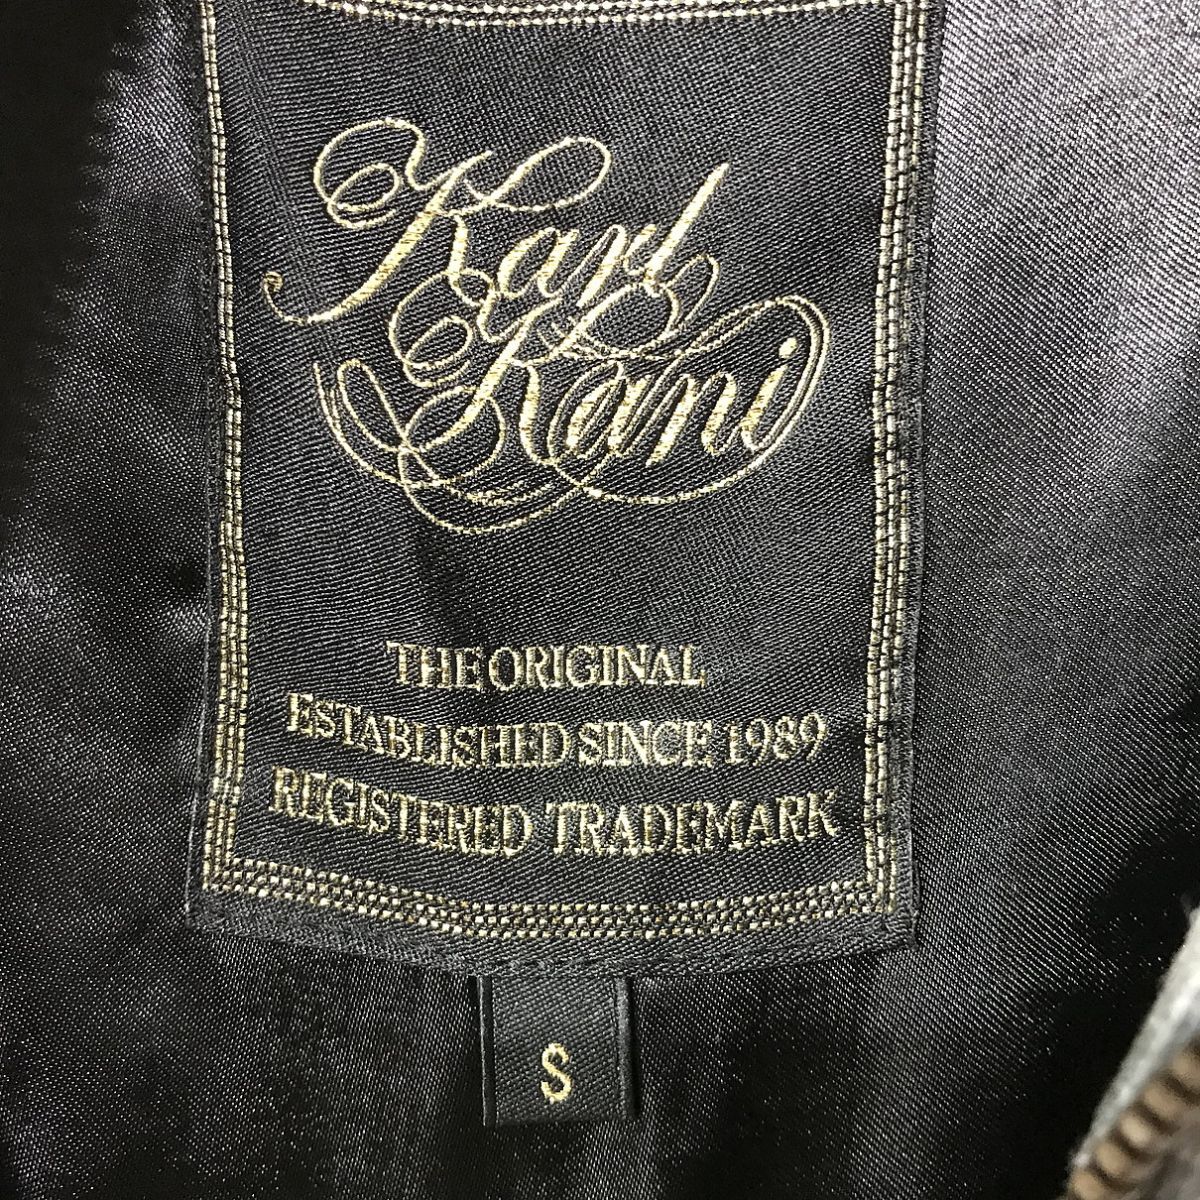 Karl
Kani
THE ORIGINAL
ESTABLISHED SINCE 1989
REGISTERED TRADEMARK
S